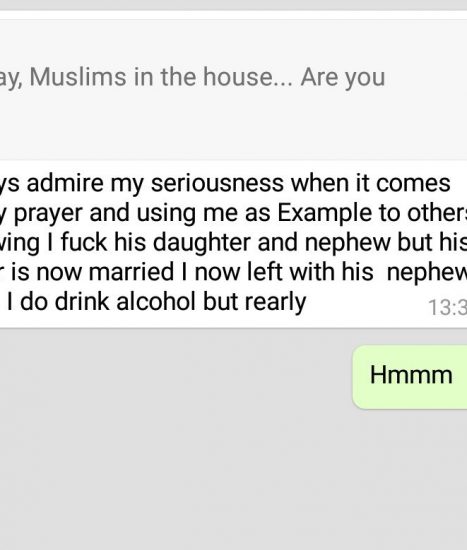 ay, Muslims in the house... Are you
ys admire my seriousness when it comes
y prayer and using me as Example to others
wing I fuck his daughter and nephew but his
r is now married I now left with his nephew
I do drink alcohol but rearly
13:3
Hmmm